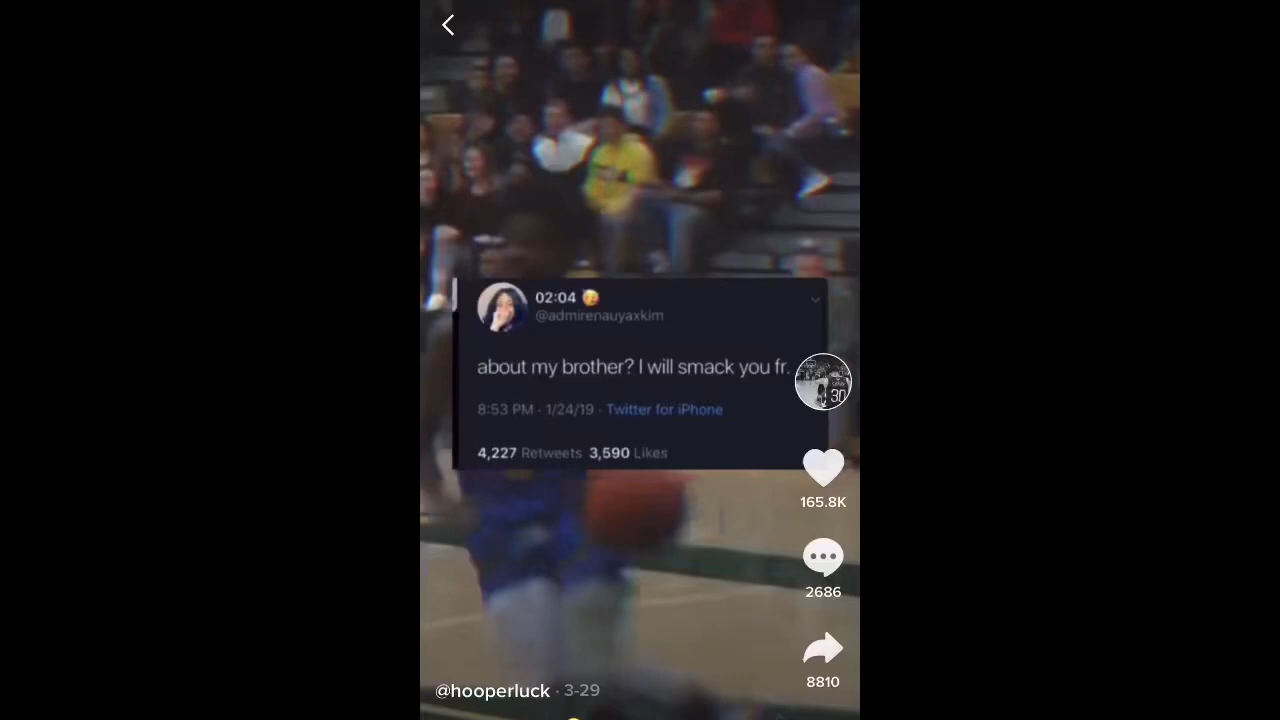 02:04 🥳
@admirenauyaxkim
about my brother? I will smack you fr.
8:53 PM · 1/24/19 · Twitter for iPhone
4,227 Retweets 3,590 Likes
30
165.8K
2686
8810
@hooperluck · 3-29